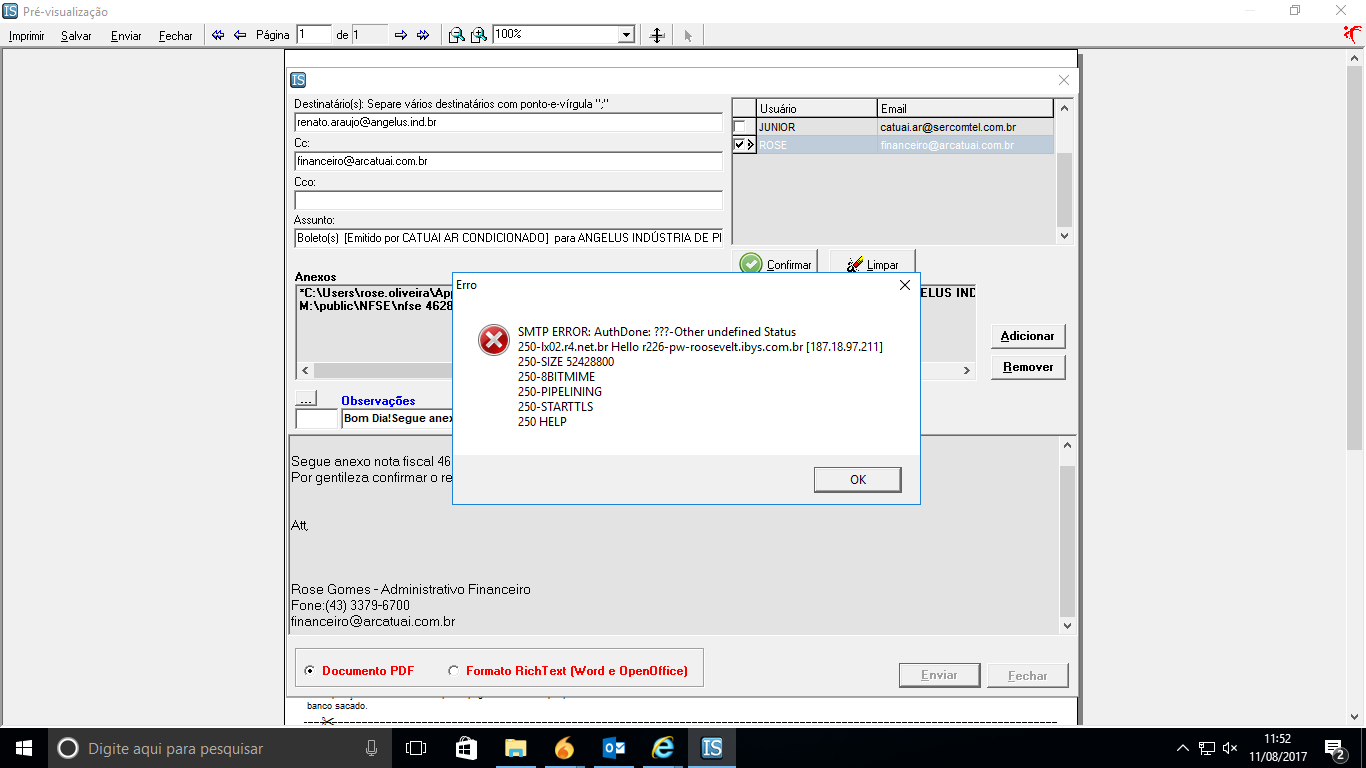 Pré-visualização
Imprimir Salvar Enviar Fechar Página 1 de 1 100%
Destinatário(s): Separe vários destinatários com ponto-e-vírgula ";"
renato.araujo@angelus.ind.br
Cc:
financeiro@arcatuai.com.br
Cco:
Assunto:
Boleto(s) [Emitido por CATUAI AR CONDICIONADO] para ANGELUS INDÚSTRIA DE PI
Usuário Email
JUNIOR catuai.ar@sercomtel.com.br
ROSE financeiro@arcatuai.com.br
Confirmar Limpar
Anexos
*C:\Users\rose.oliveira\App ELUS IND
M:\public\NFSE\nfse 4628
Adicionar
Remover
... Observações
Bom Dia!Segue anex
Erro
SMTP ERROR: AuthDone: ???-Other undefined Status
250-lx02.r4.net.br Hello r226-pw-roosevelt.ibys.com.br [187.18.97.211]
250-SIZE 52428800
250-8BITMIME
250-PIPELINING
250-STARTTLS
250 HELP
OK
Segue anexo nota fiscal 46
Por gentileza confirmar o re
Att,
Rose Gomes - Administrativo Financeiro
Fone:(43) 3379-6700
financeiro@arcatuai.com.br
Documento PDF Formato RichText (Word e OpenOffice)
Enviar Fechar
banco sacado.
Digite aqui para pesquisar
IS
11:52
11/08/2017
2